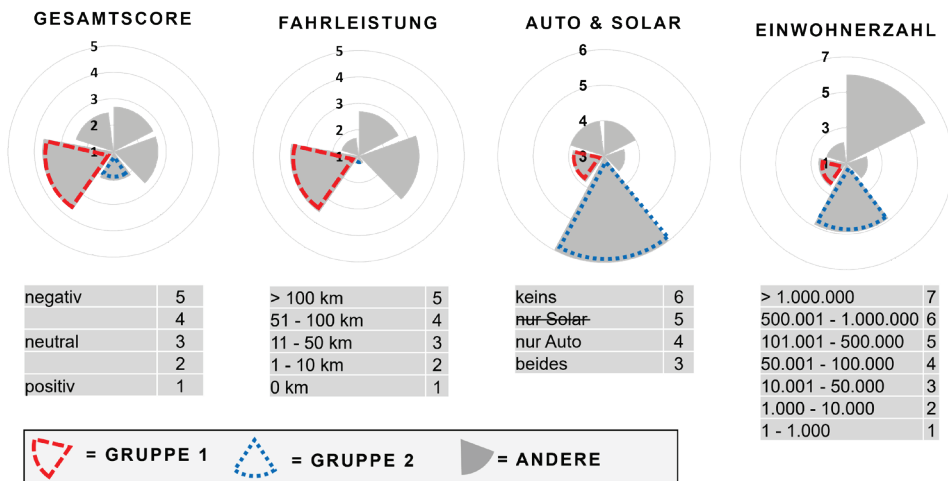 GESAMTSCORE
5
4
3
2
1
FAHRLEISTUNG
5
4
3
2
1
AUTO & SOLAR
6
5
4
3
EINWOHNERZAHL
7
5
3
1
negativ 5
4
neutral 3
2
positiv 1
> 100 km 5
51 - 100 km 4
11 - 50 km 3
1 - 10 km 2
0 km 1
keins 6
nur Solar 5
nur Auto 4
beides 3
> 1.000.000 7
500.001 - 1.000.000 6
101.001 - 500.000 5
50.001 - 100.000 4
10.001 - 50.000 3
1.000 - 10.000 2
1 - 1.000 1
= GRUPPE 1
= GRUPPE 2
= ANDERE